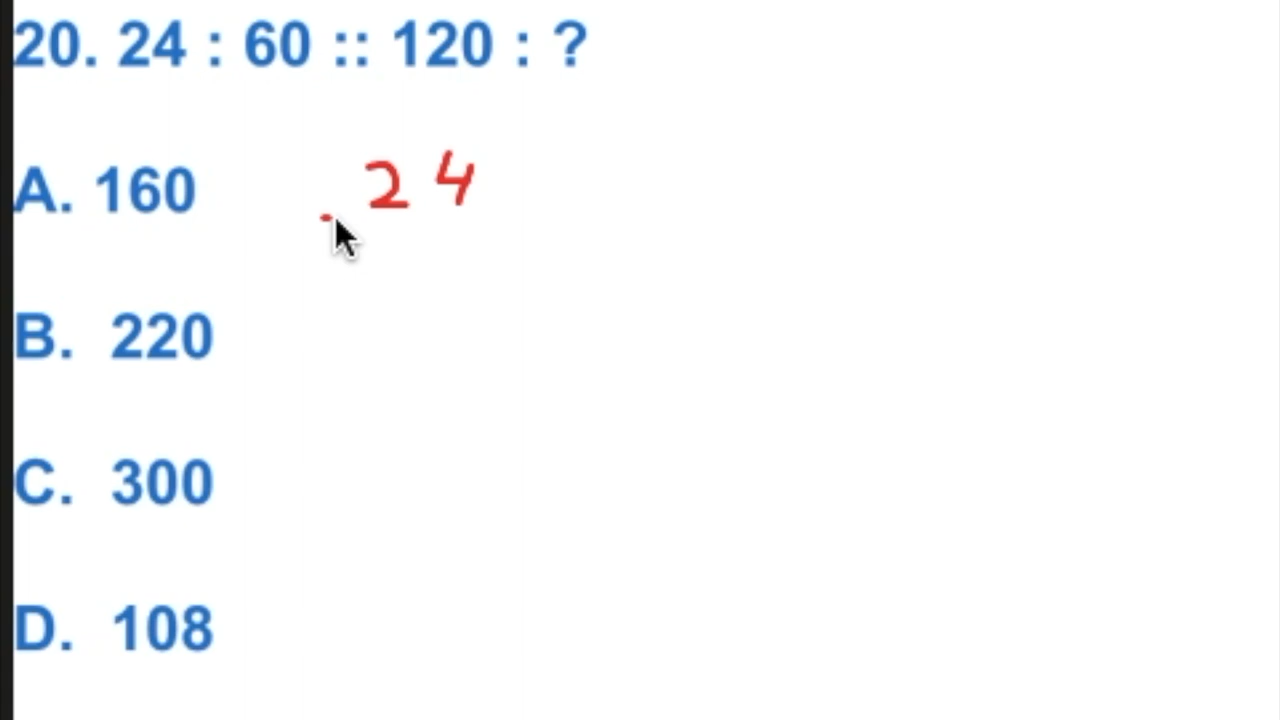 20. 24 : 60 :: 120 : ?
A. 160
24
B. 220
C. 300
D. 108